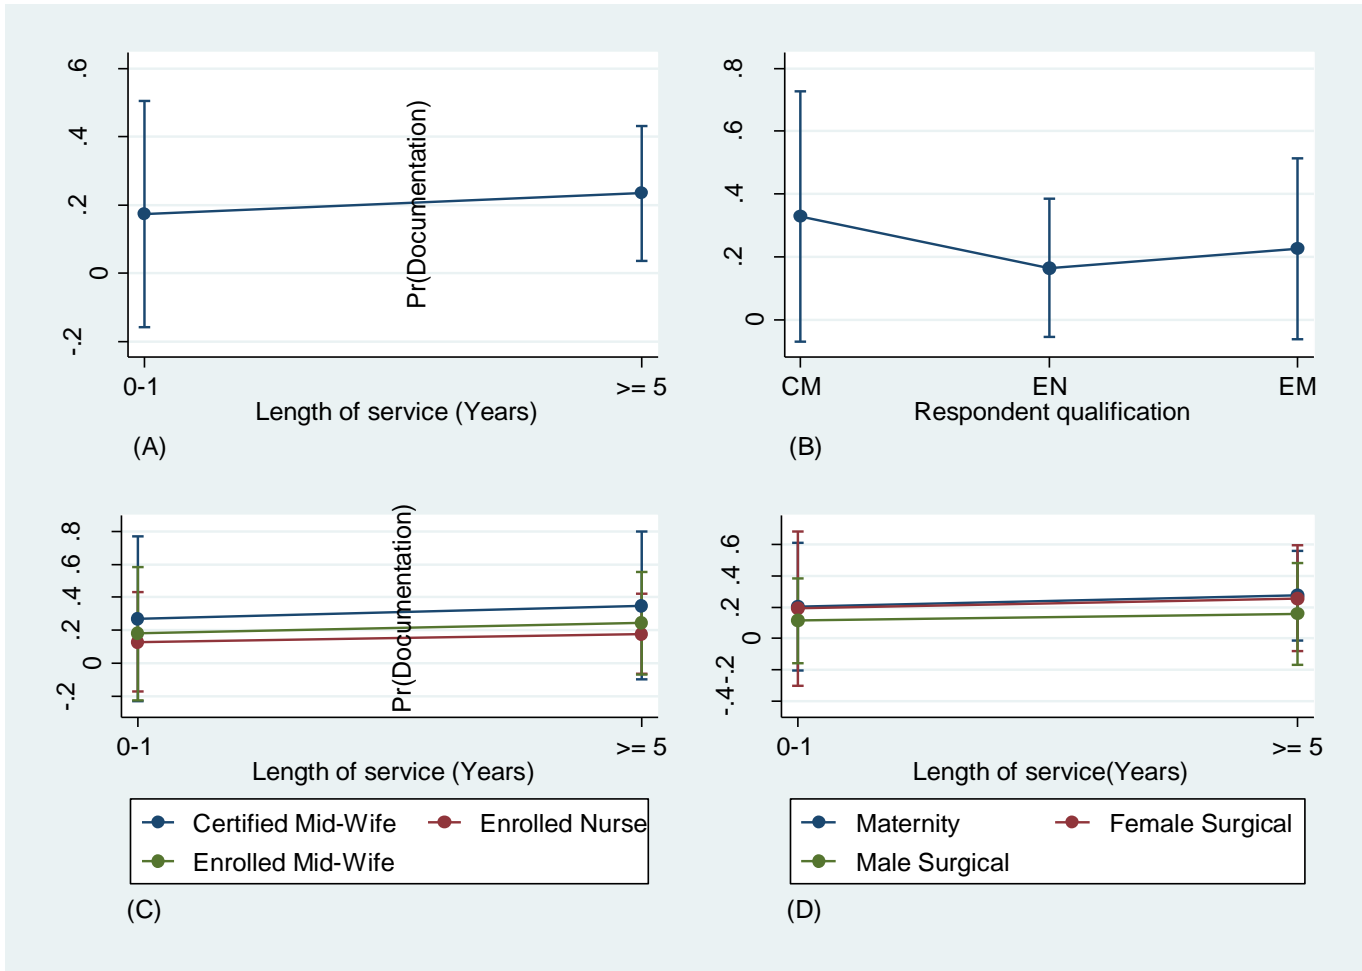 .6
.4
.2
0
-.2
Pr(Documentation)
0-1
>= 5
Length of service (Years)
(A)
.8
.6
.4
.2
0
CM
EN
EM
Respondent qualification
(B)
.8
.6
.4
.2
0
-.2
Pr(Documentation)
0-1
>= 5
Length of service (Years)
Certified Mid-Wife
Enrolled Nurse
Enrolled Mid-Wife
(C)
.6
.4
.2
0
-.2
-.4
0-1
>= 5
Length of service(Years)
Maternity
Female Surgical
Male Surgical
(D)